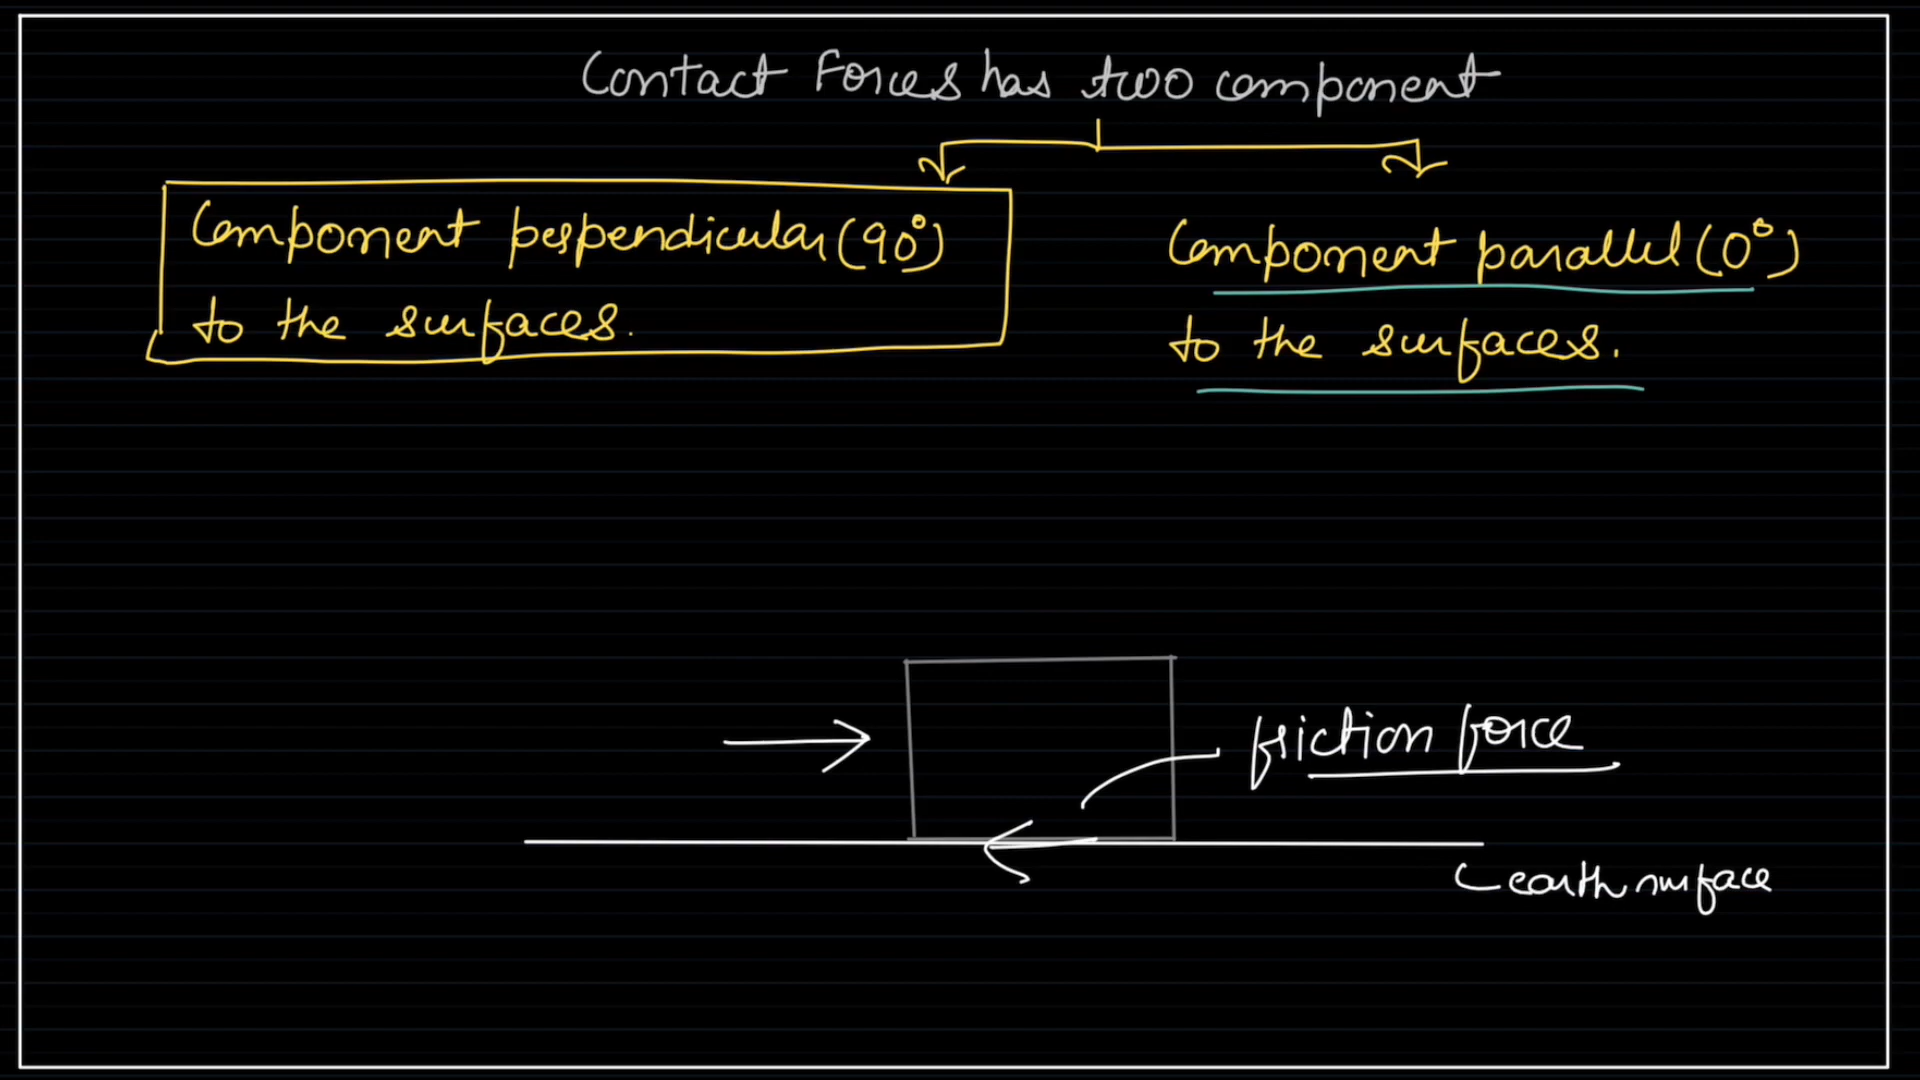 Contact Forces has two component
Component perpendicular (90°)
to the surfaces.
Component parallel (0°)
to the surfaces.
friction force
earth surface